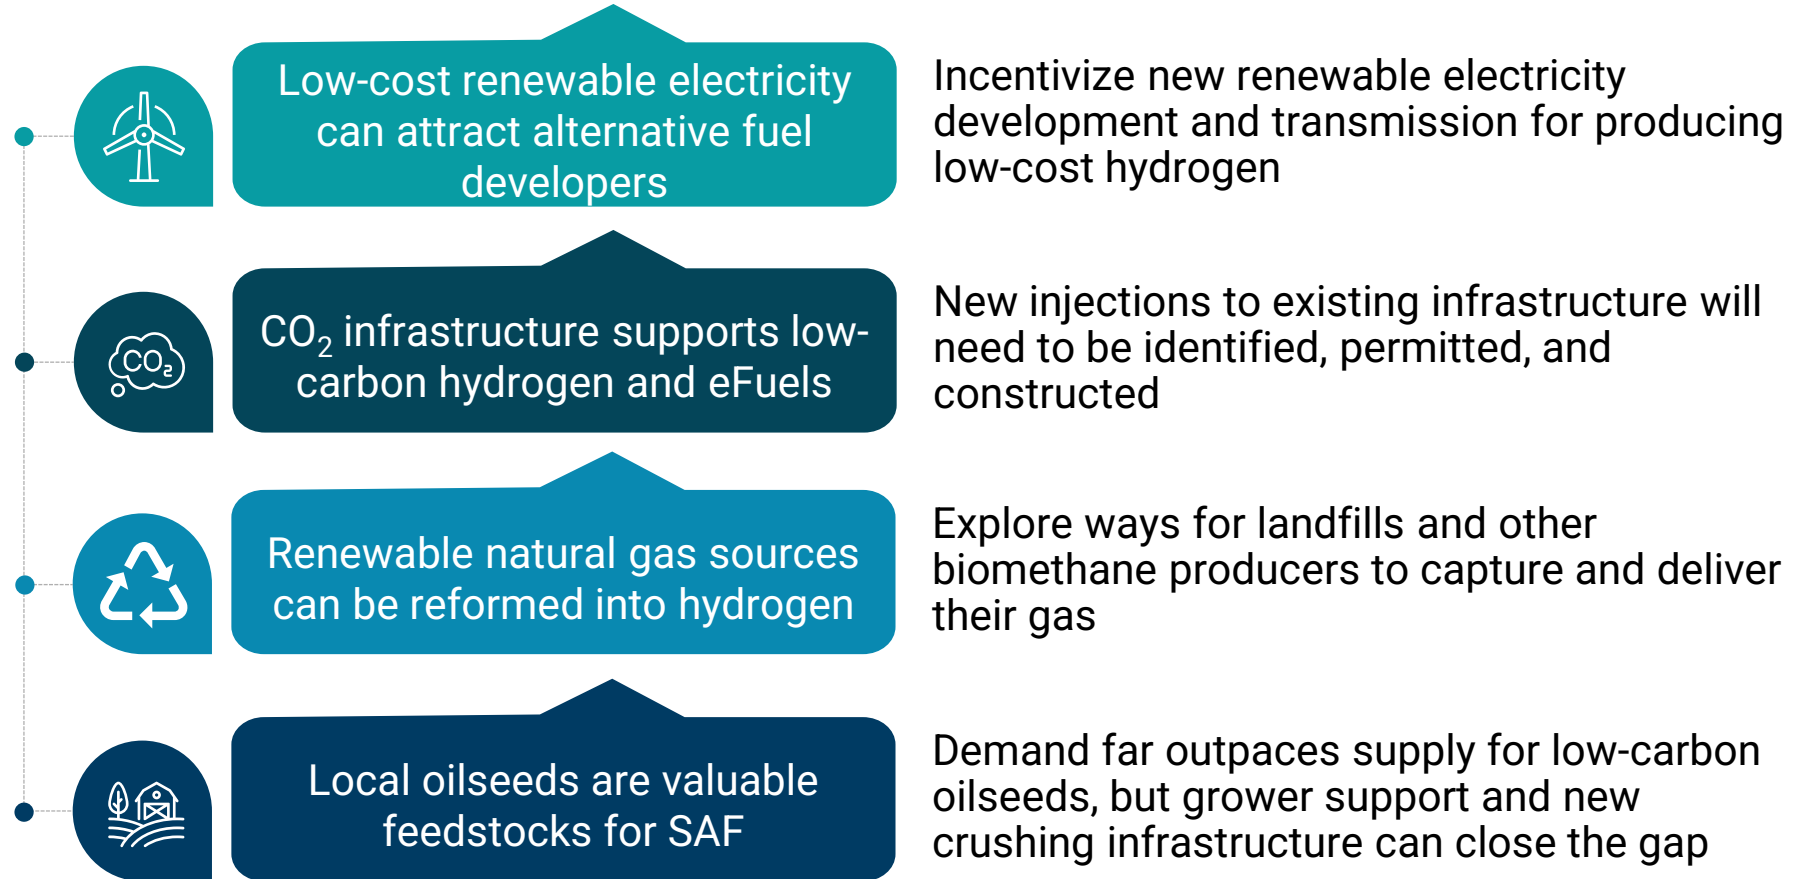 Low-cost renewable electricity
can attract alternative fuel
developers
Incentivize new renewable electricity
development and transmission for producing
low-cost hydrogen
CO₂
CO₂ infrastructure supports low-
carbon hydrogen and eFuels
New injections to existing infrastructure will
need to be identified, permitted, and
constructed
Renewable natural gas sources
can be reformed into hydrogen
Explore ways for landfills and other
biomethane producers to capture and deliver
their gas
Local oilseeds are valuable
feedstocks for SAF
Demand far outpaces supply for low-carbon
oilseeds, but grower support and new
crushing infrastructure can close the gap